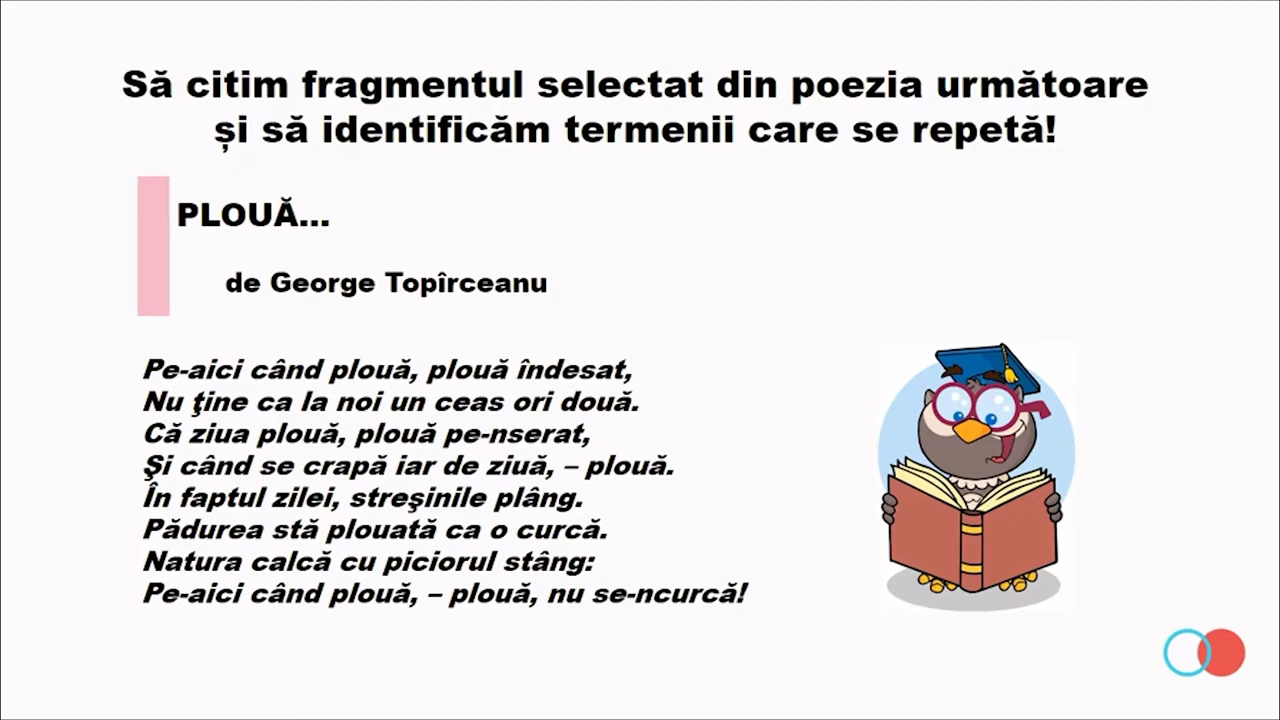 Să citim fragmentul selectat din poezia următoare
și să identificăm termenii care se repetă!
PLOUĂ...
de George Topîrceanu
Pe-aici când plouă, plouă îndesat,
Nu ţine ca la noi un ceas ori două.
Că ziua plouă, plouă pe-nserat,
Şi când se crapă iar de ziuă, – plouă.
În faptul zilei, streşinile plâng.
Pădurea stă plouată ca o curcă.
Natura calcă cu piciorul stâng:
Pe-aici când plouă, – plouă, nu se-ncurcă!